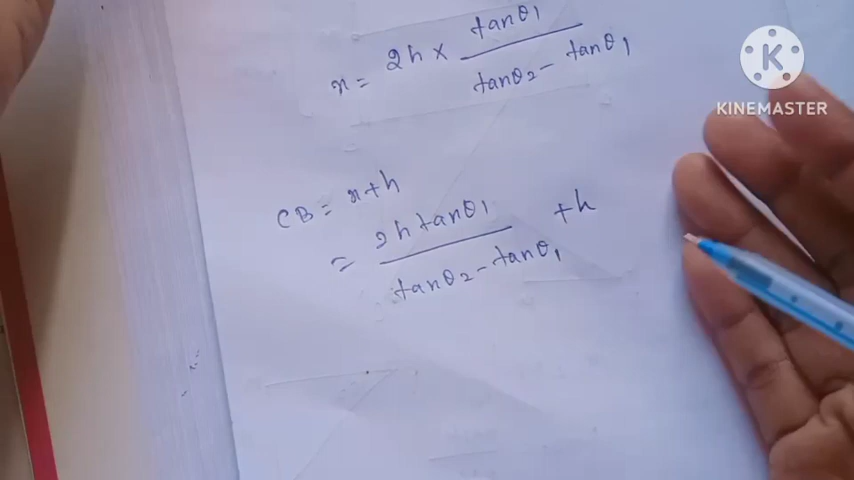 x = 2h × tanθ1 / tanθ2 - tanθ1
CB = x+h
= 2h tanθ1 / tanθ2 - tanθ1 + h
K
KINEMASTER